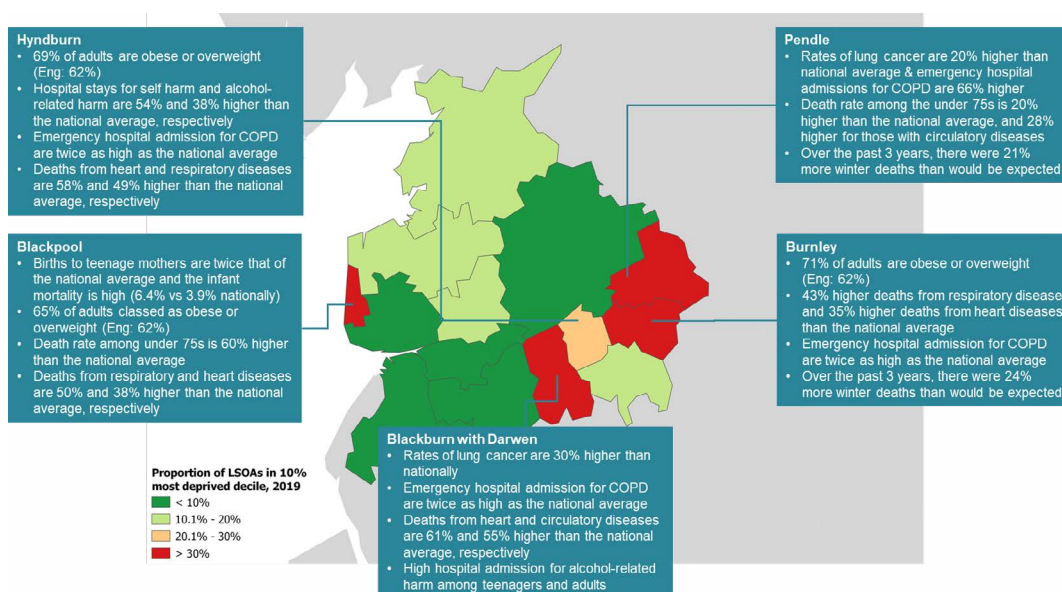 Hyndburn
• 69% of adults are obese or overweight
(Eng: 62%)
• Hospital stays for self harm and alcohol-
related harm are 54% and 38% higher than
the national average, respectively
• Emergency hospital admission for COPD
are twice as high as the national average
• Deaths from heart and respiratory diseases
are 58% and 49% higher than the national
average, respectively
Pendle
• Rates of lung cancer are 20% higher than
national average & emergency hospital
admissions for COPD are 66% higher
• Death rate among the under 75s is 20%
higher than the national average, and 28%
higher for those with circulatory diseases
• Over the past 3 years, there were 21%
more winter deaths than would be expected
Blackpool
• Births to teenage mothers are twice that of
the national average and the infant
mortality is high (6.4% vs 3.9% nationally)
• 65% of adults classed as obese or
overweight (Eng: 62%)
• Death rate among under 75s is 60% higher
than the national average
• Deaths from respiratory and heart diseases
are 50% and 38% higher than the national
average, respectively
Burnley
• 71% of adults are obese or overweight
(Eng: 62%)
• 43% higher deaths from respiratory disease
and 35% higher deaths from heart diseases
than the national average
• Emergency hospital admission for COPD
are twice as high as the national average
• Over the past 3 years, there were 24%
more winter deaths than would be expected
Blackburn with Darwen
• Rates of lung cancer are 30% higher than
nationally
• Emergency hospital admission for COPD
are twice as high as the national average
• Deaths from heart and circulatory diseases
are 61% and 55% higher than the national
average, respectively
• High hospital admission for alcohol-related
harm among teenagers and adults
Proportion of LSOAs in 10%
most deprived decile, 2019
< 10%
10.1% - 20%
20.1% - 30%
> 30%